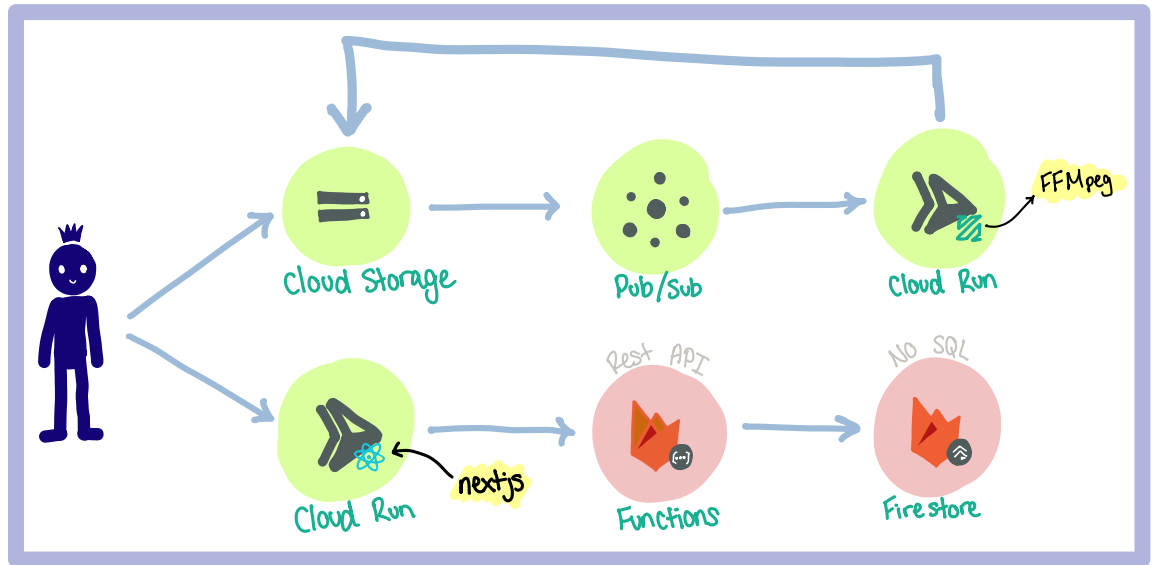 FFMpeg
Cloud Storage
Pub/Sub
Cloud Run
Rest API
No SQL
nextjs
Cloud Run
Functions
Firestore